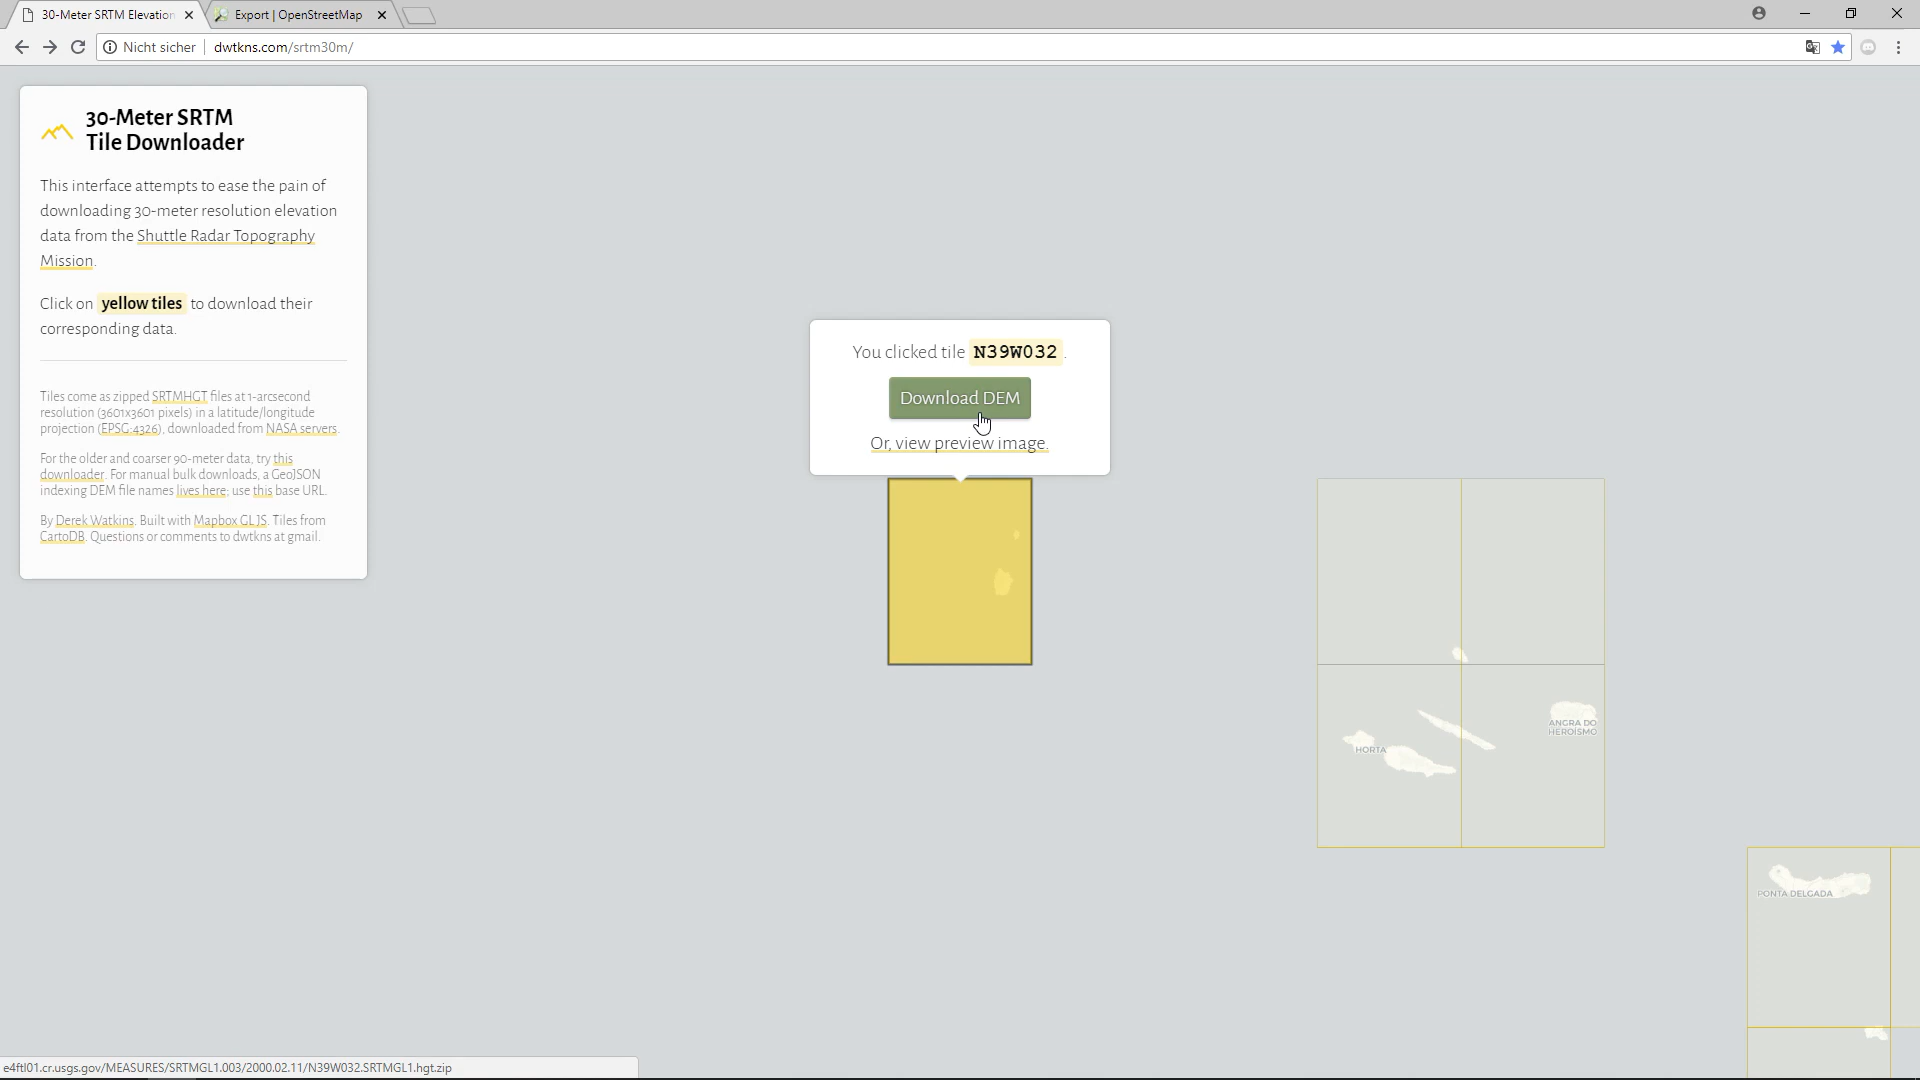 30-Meter SRTM Elevation
Export | OpenStreetMap
Nicht sicher
dwtkns.com/srtm30m/
30-Meter SRTM
Tile Downloader
This interface attempts to ease the pain of
downloading 30-meter resolution elevation
data from the Shuttle Radar Topography
Mission.
Click on yellow tiles to download their
corresponding data.
Tiles come as zipped SRTMHGT files at 1-arcsecond
resolution (3601x3601 pixels) in a latitude/longitude
projection (EPSG:4326), downloaded from NASA servers.
For the older and coarser 90-meter data, try this
downloader. For manual bulk downloads, a GeoJSON
indexing DEM file names lives here; use this base URL.
By Derek Watkins. Built with Mapbox GL JS. Tiles from
CartoDB. Questions or comments to dwtkns at gmail.
You clicked tile N39W032.
Download DEM
Or, view preview image.
HORTA
ANGRA DO
HEROÍSMO
PONTA DELGADA
e4ftl01.cr.usgs.gov/MEASURES/SRTMGL1.003/2000.02.11/N39W032.SRTMGL1.hgt.zip